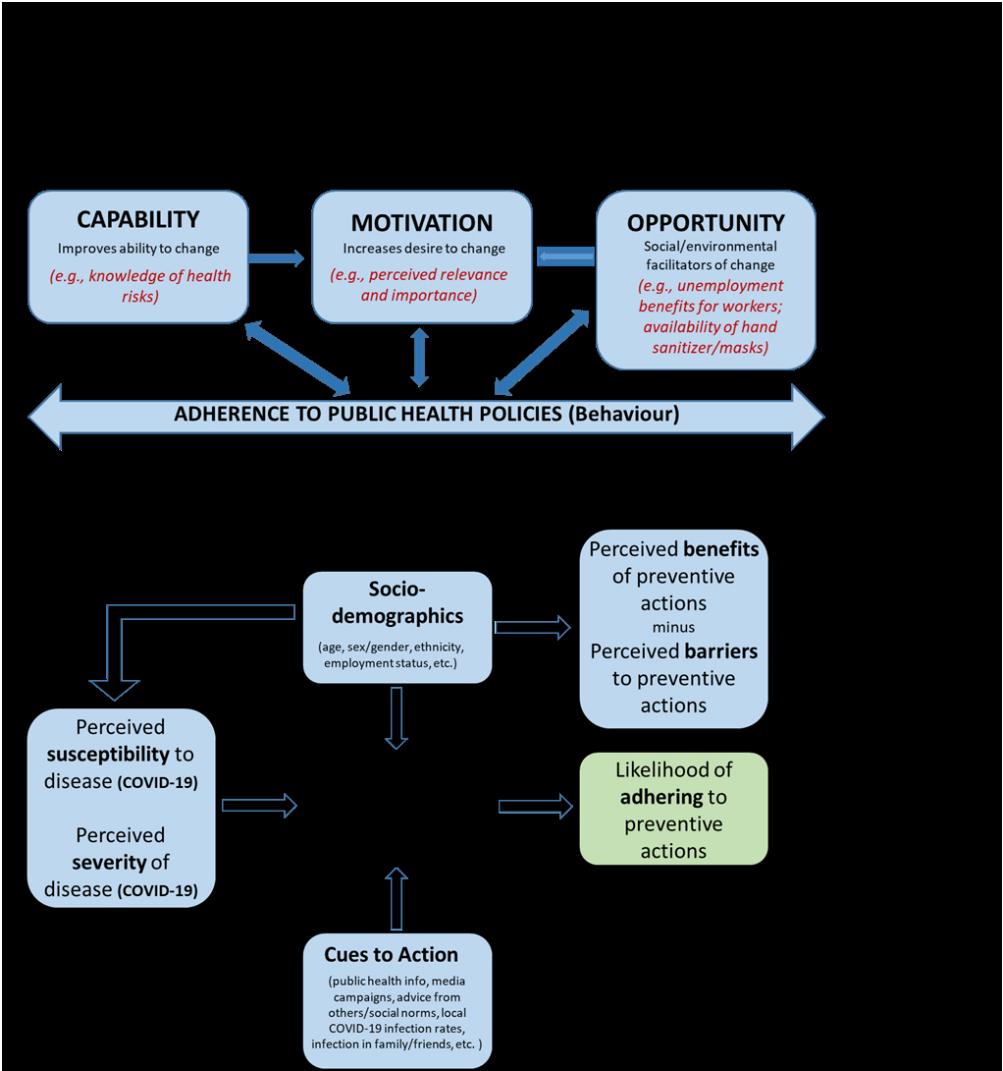 CAPABILITY
Improves ability to change
(e.g., knowledge of health
risks)
MOTIVATION
Increases desire to change
(e.g., perceived relevance
and importance)
OPPORTUNITY
Social/environmental
facilitators of change
(e.g., unemployment
benefits for workers;
availability of hand
sanitizer/masks)
ADHERENCE TO PUBLIC HEALTH POLICIES (Behaviour)
Socio-
demographics
(age, sex/gender, ethnicity,
employment status, etc.)
Perceived benefits
of preventive
actions
minus
Perceived barriers
to preventive
actions
Perceived
susceptibility to
disease (COVID-19)
Perceived
severity of
disease (COVID-19)
Likelihood of
adhering to
preventive
actions
Cues to Action
(public health info, media
campaigns, advice from
others/social norms, local
COVID-19 infection rates,
infection in family/friends, etc. )